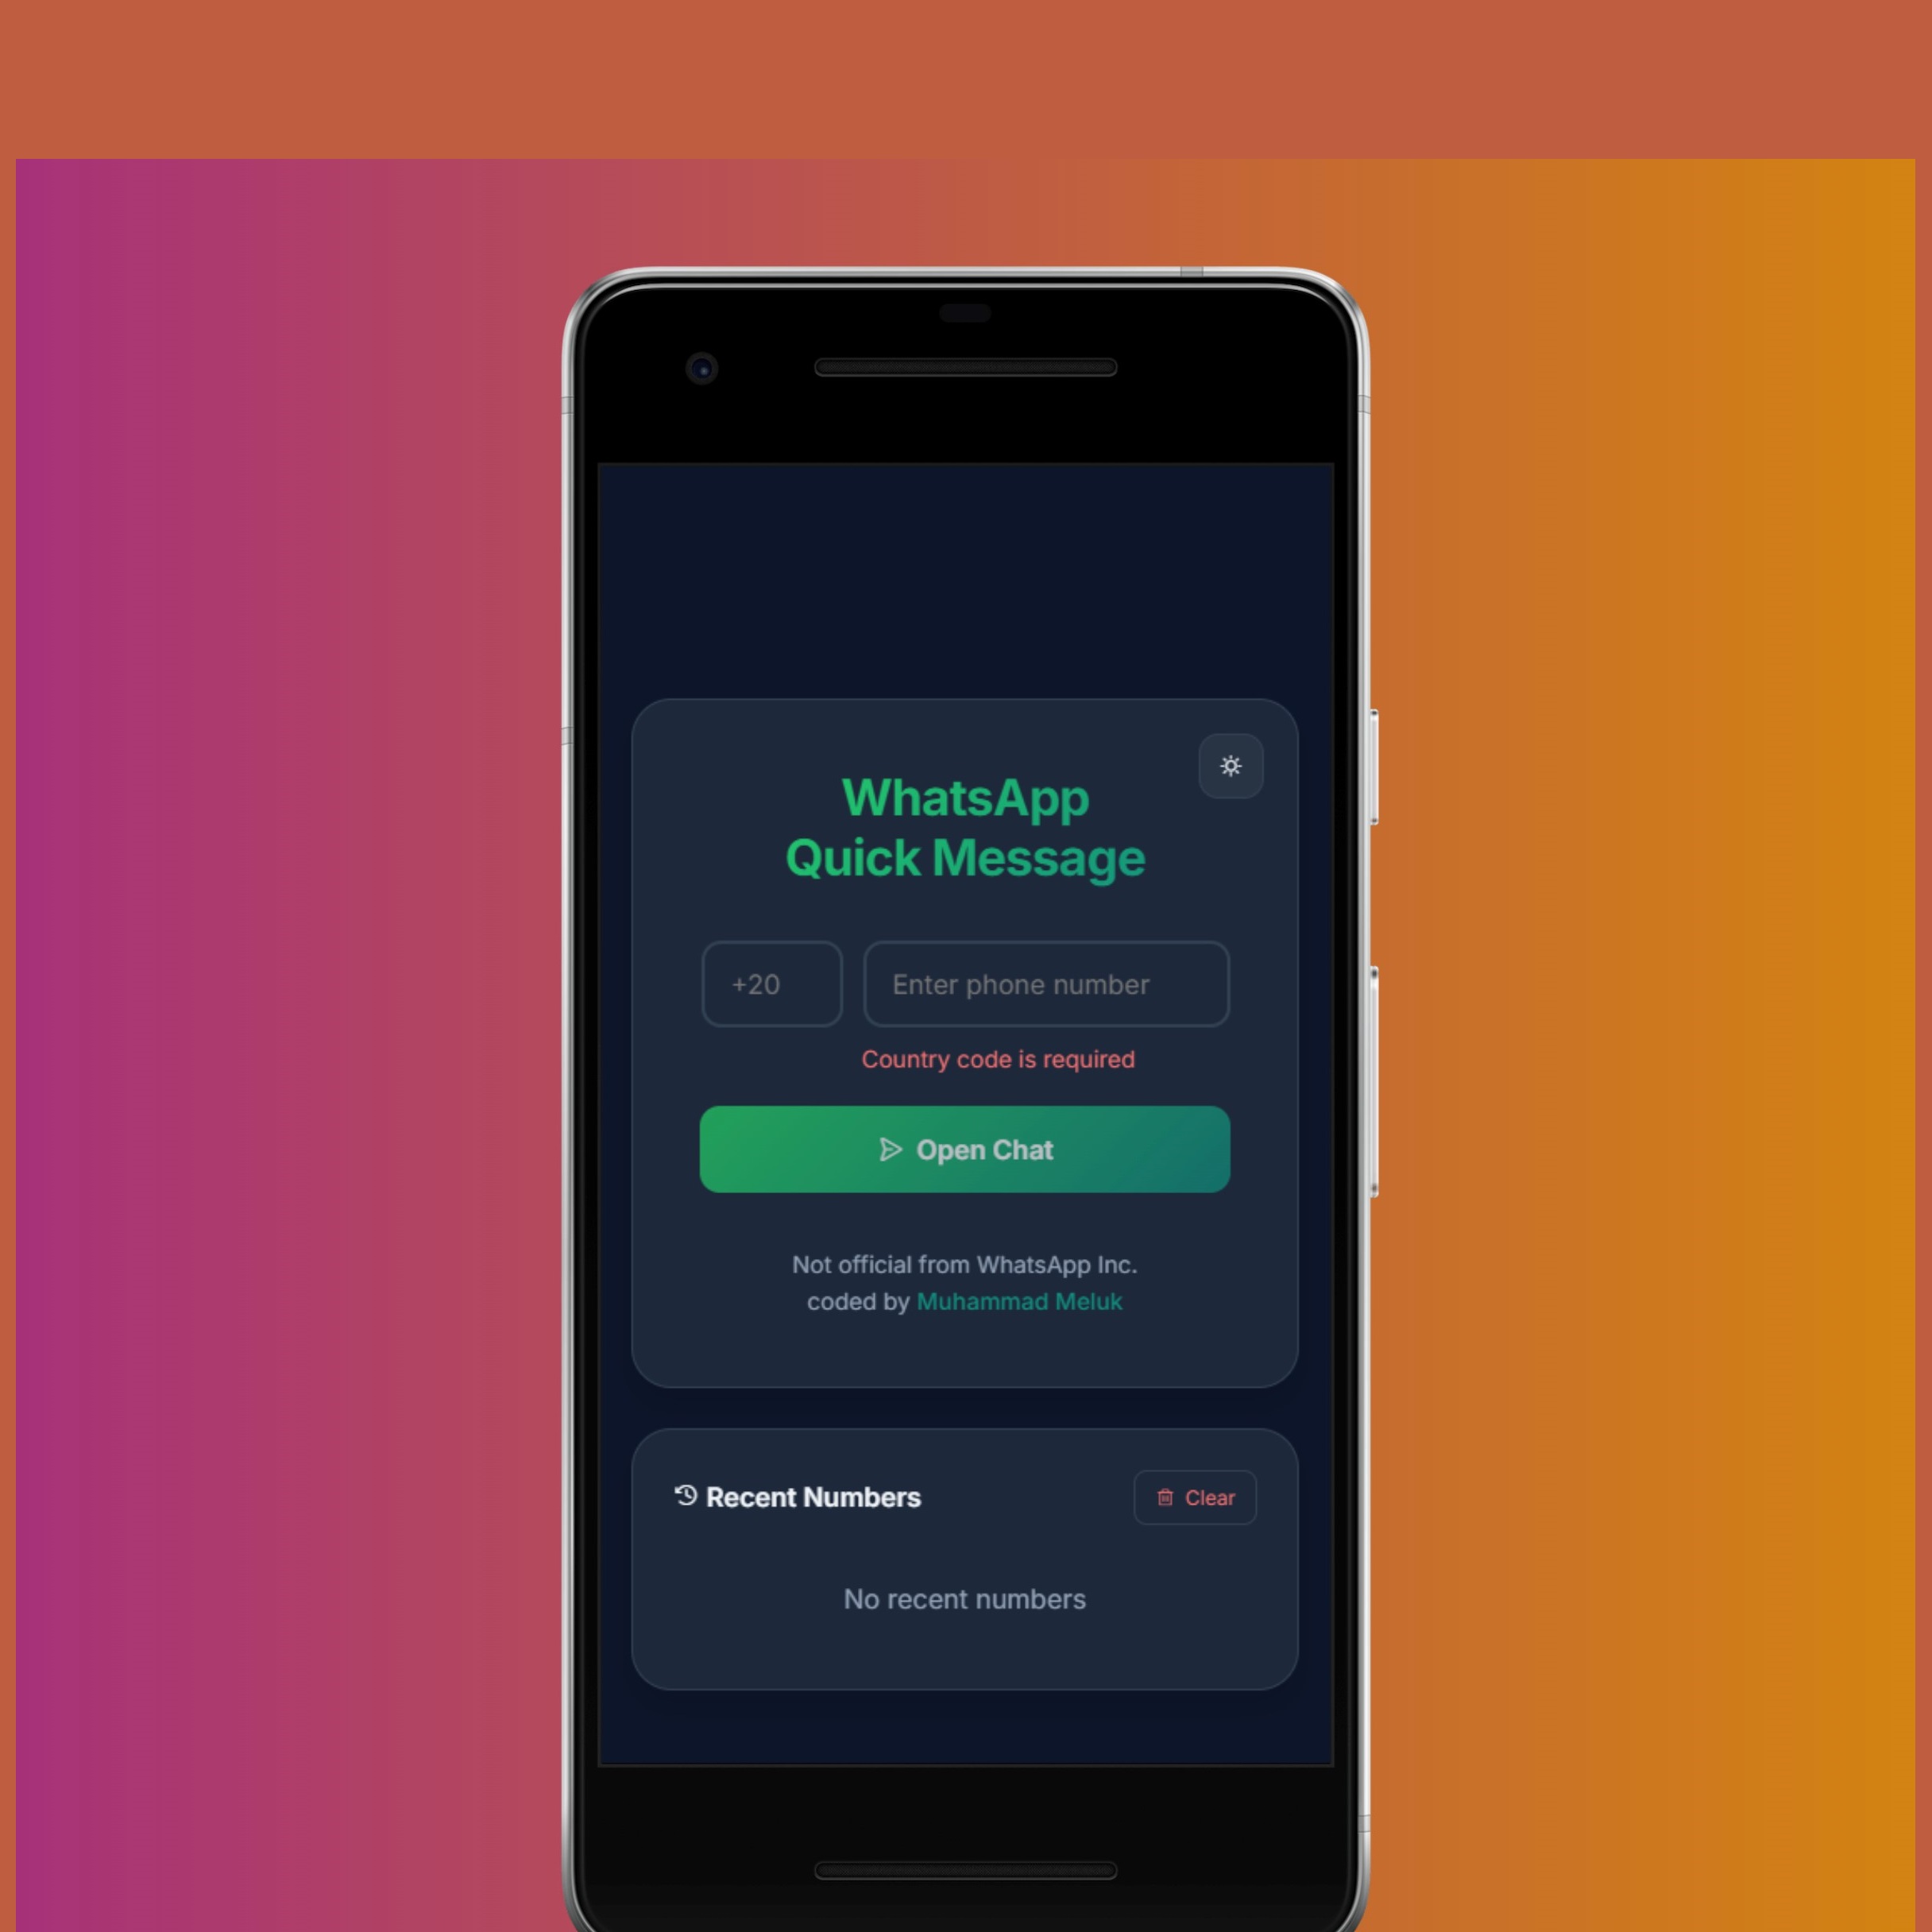 WhatsApp
Quick Message
+20
Enter phone number
Country code is required
Open Chat
Not official from WhatsApp Inc.
coded by Muhammad Meluk
Recent Numbers
Clear
No recent numbers